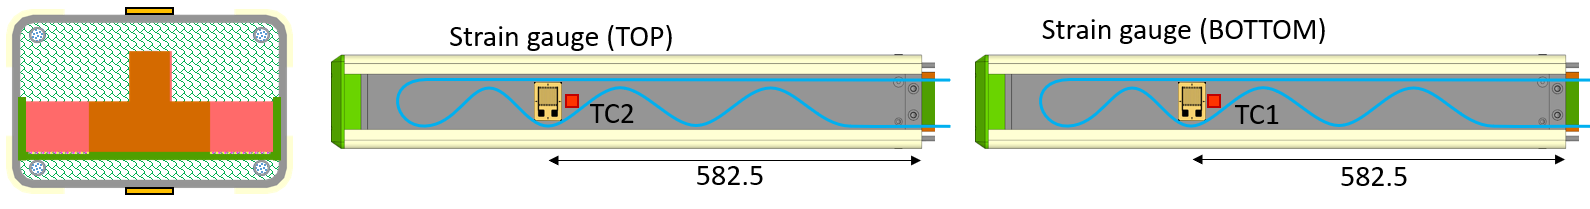 Strain gauge (TOP)
TC2
582.5
Strain gauge (BOTTOM)
TC1
582.5